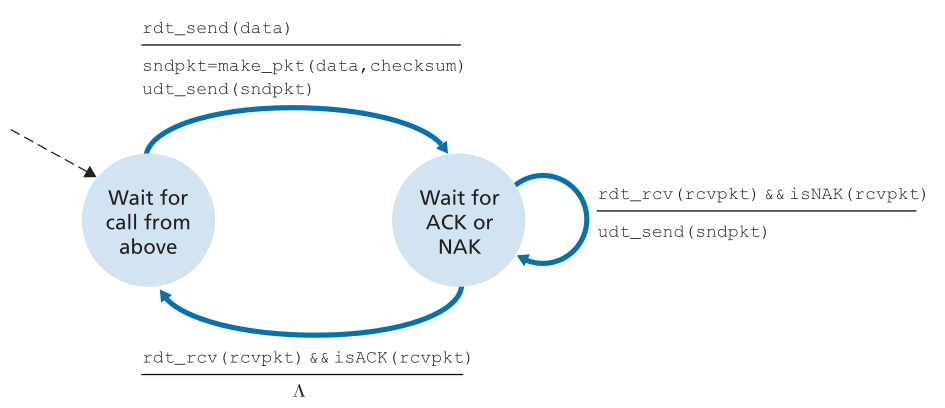 rdt_send(data)
sndpkt=make_pkt(data,checksum)
udt_send(sndpkt)
Wait for
call from
above
Wait for
ACK or
NAK
rdt_rcv(rcvpkt) && isNAK(rcvpkt)
udt_send(sndpkt)
rdt_rcv(rcvpkt) && isACK(rcvpkt)
Λ